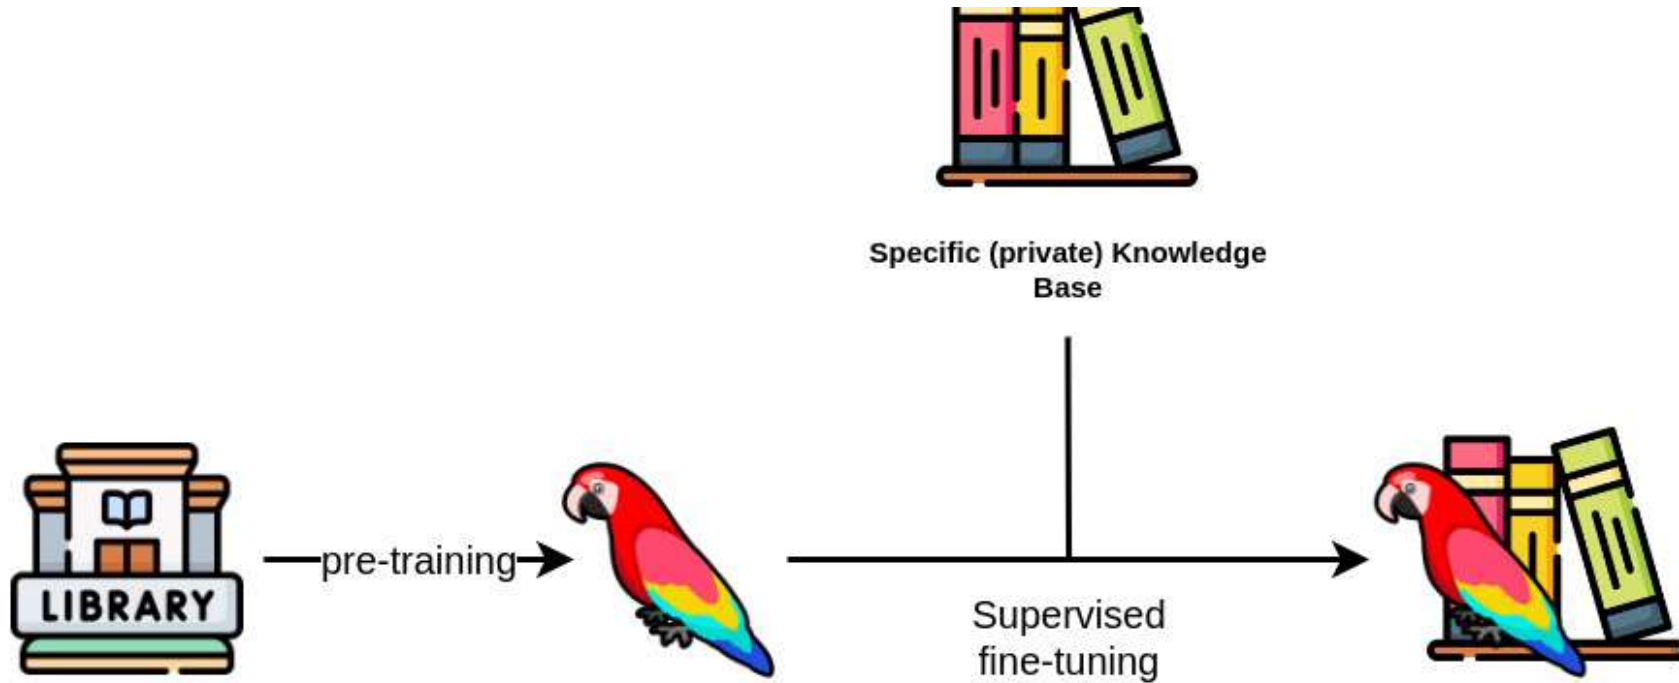 Specific (private) Knowledge
Base
LIBRARY
pre-training
Supervised
fine-tuning